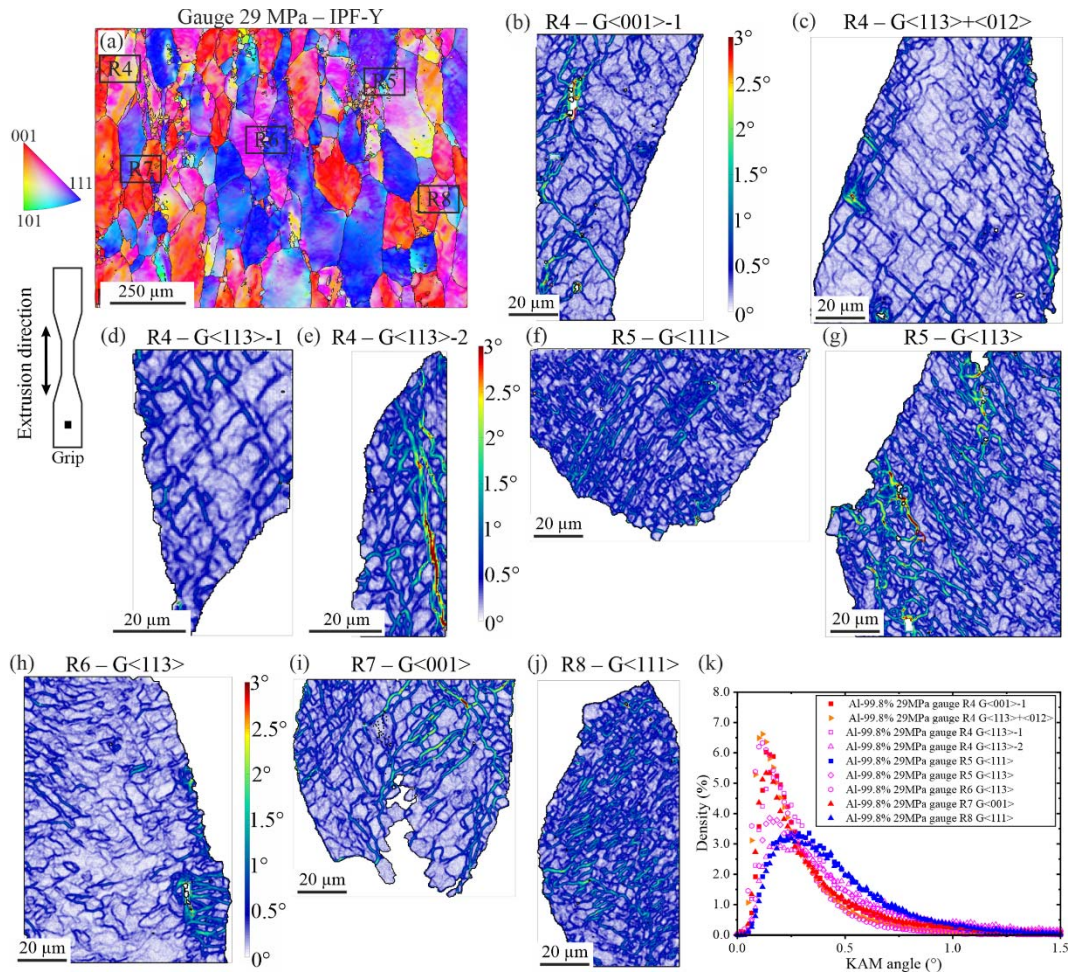 Gauge 29 MPa – IPF-Y
(a)
R4
R5
R7
R8
001
111
101
250 µm
Extrusion direction
Grip
(b)
R4 – G<001>-1
20 µm
3°
2.5°
2°
1.5°
1°
0.5°
0°
(c)
R4 – G<113>+<012>
20 µm
(d)
R4 – G<113>-1
20 µm
(e)
R4 – G<113>-2
20 µm
3°
2.5°
2°
1.5°
1°
0.5°
0°
(f)
R5 – G<111>
20 µm
(g)
R5 – G<113>
20 µm
(h)
R6 – G<113>
20 µm
3°
2.5°
2°
1.5°
1°
0.5°
0°
(i)
R7 – G<001>
20 µm
(j)
R8 – G<111>
20 µm
(k)
Density (%)
8.0
7.0
6.0
5.0
4.0
3.0
2.0
1.0
0.0
Al-99.8% 29MPa gauge R4 G<001>-1
Al-99.8% 29MPa gauge R4 G<113>+<012>
Al-99.8% 29MPa gauge R4 G<113>-1
Al-99.8% 29MPa gauge R4 G<113>-2
Al-99.8% 29MPa gauge R5 G<111>
Al-99.8% 29MPa gauge R5 G<113>
Al-99.8% 29MPa gauge R6 G<113>
Al-99.8% 29MPa gauge R7 G<001>
Al-99.8% 29MPa gauge R8 G<111>
0.0 0.5 1.0 1.5
KAM angle (°)